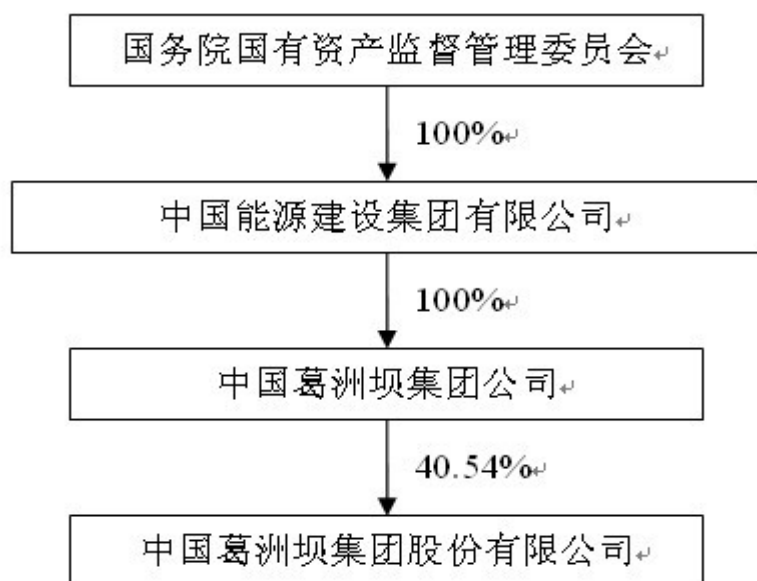 国务院国有资产监督管理委员会
100%
中国能源建设集团有限公司
100%
中国葛洲坝集团公司
40.54%
中国葛洲坝集团股份有限公司